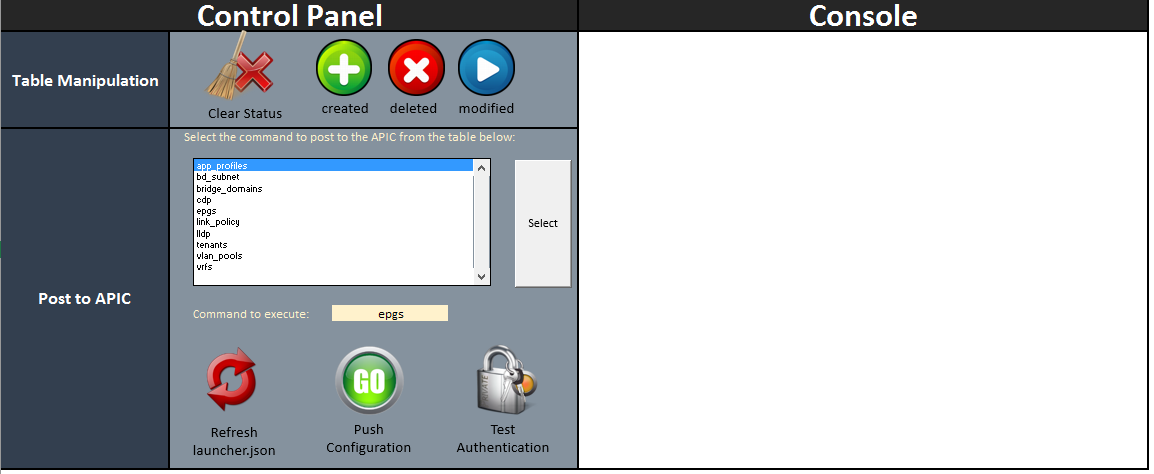 Control Panel
Console
Table Manipulation
Clear Status
created
deleted
modified
Post to APIC
Select the command to post to the APIC from the table below:
app_profiles
bd_subnet
bridge_domains
cdp
epgs
link_policy
lldp
tenants
vlan_pools
vrfs
Select
Command to execute:
epgs
GO
Refresh
launcher.json
Push
Configuration
Test
Authentication